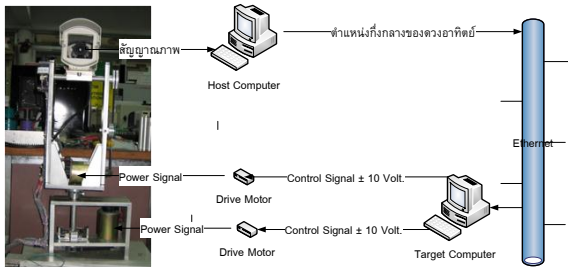 สัญญาณภาพ
ตำแหน่งกึ่งกลางของดวงอาทิตย์
Host Computer
Ethernet
Power Signal
Control Signal ± 10 Volt.
Drive Motor
Power Signal
Control Signal ± 10 Volt.
Drive Motor
Target Computer